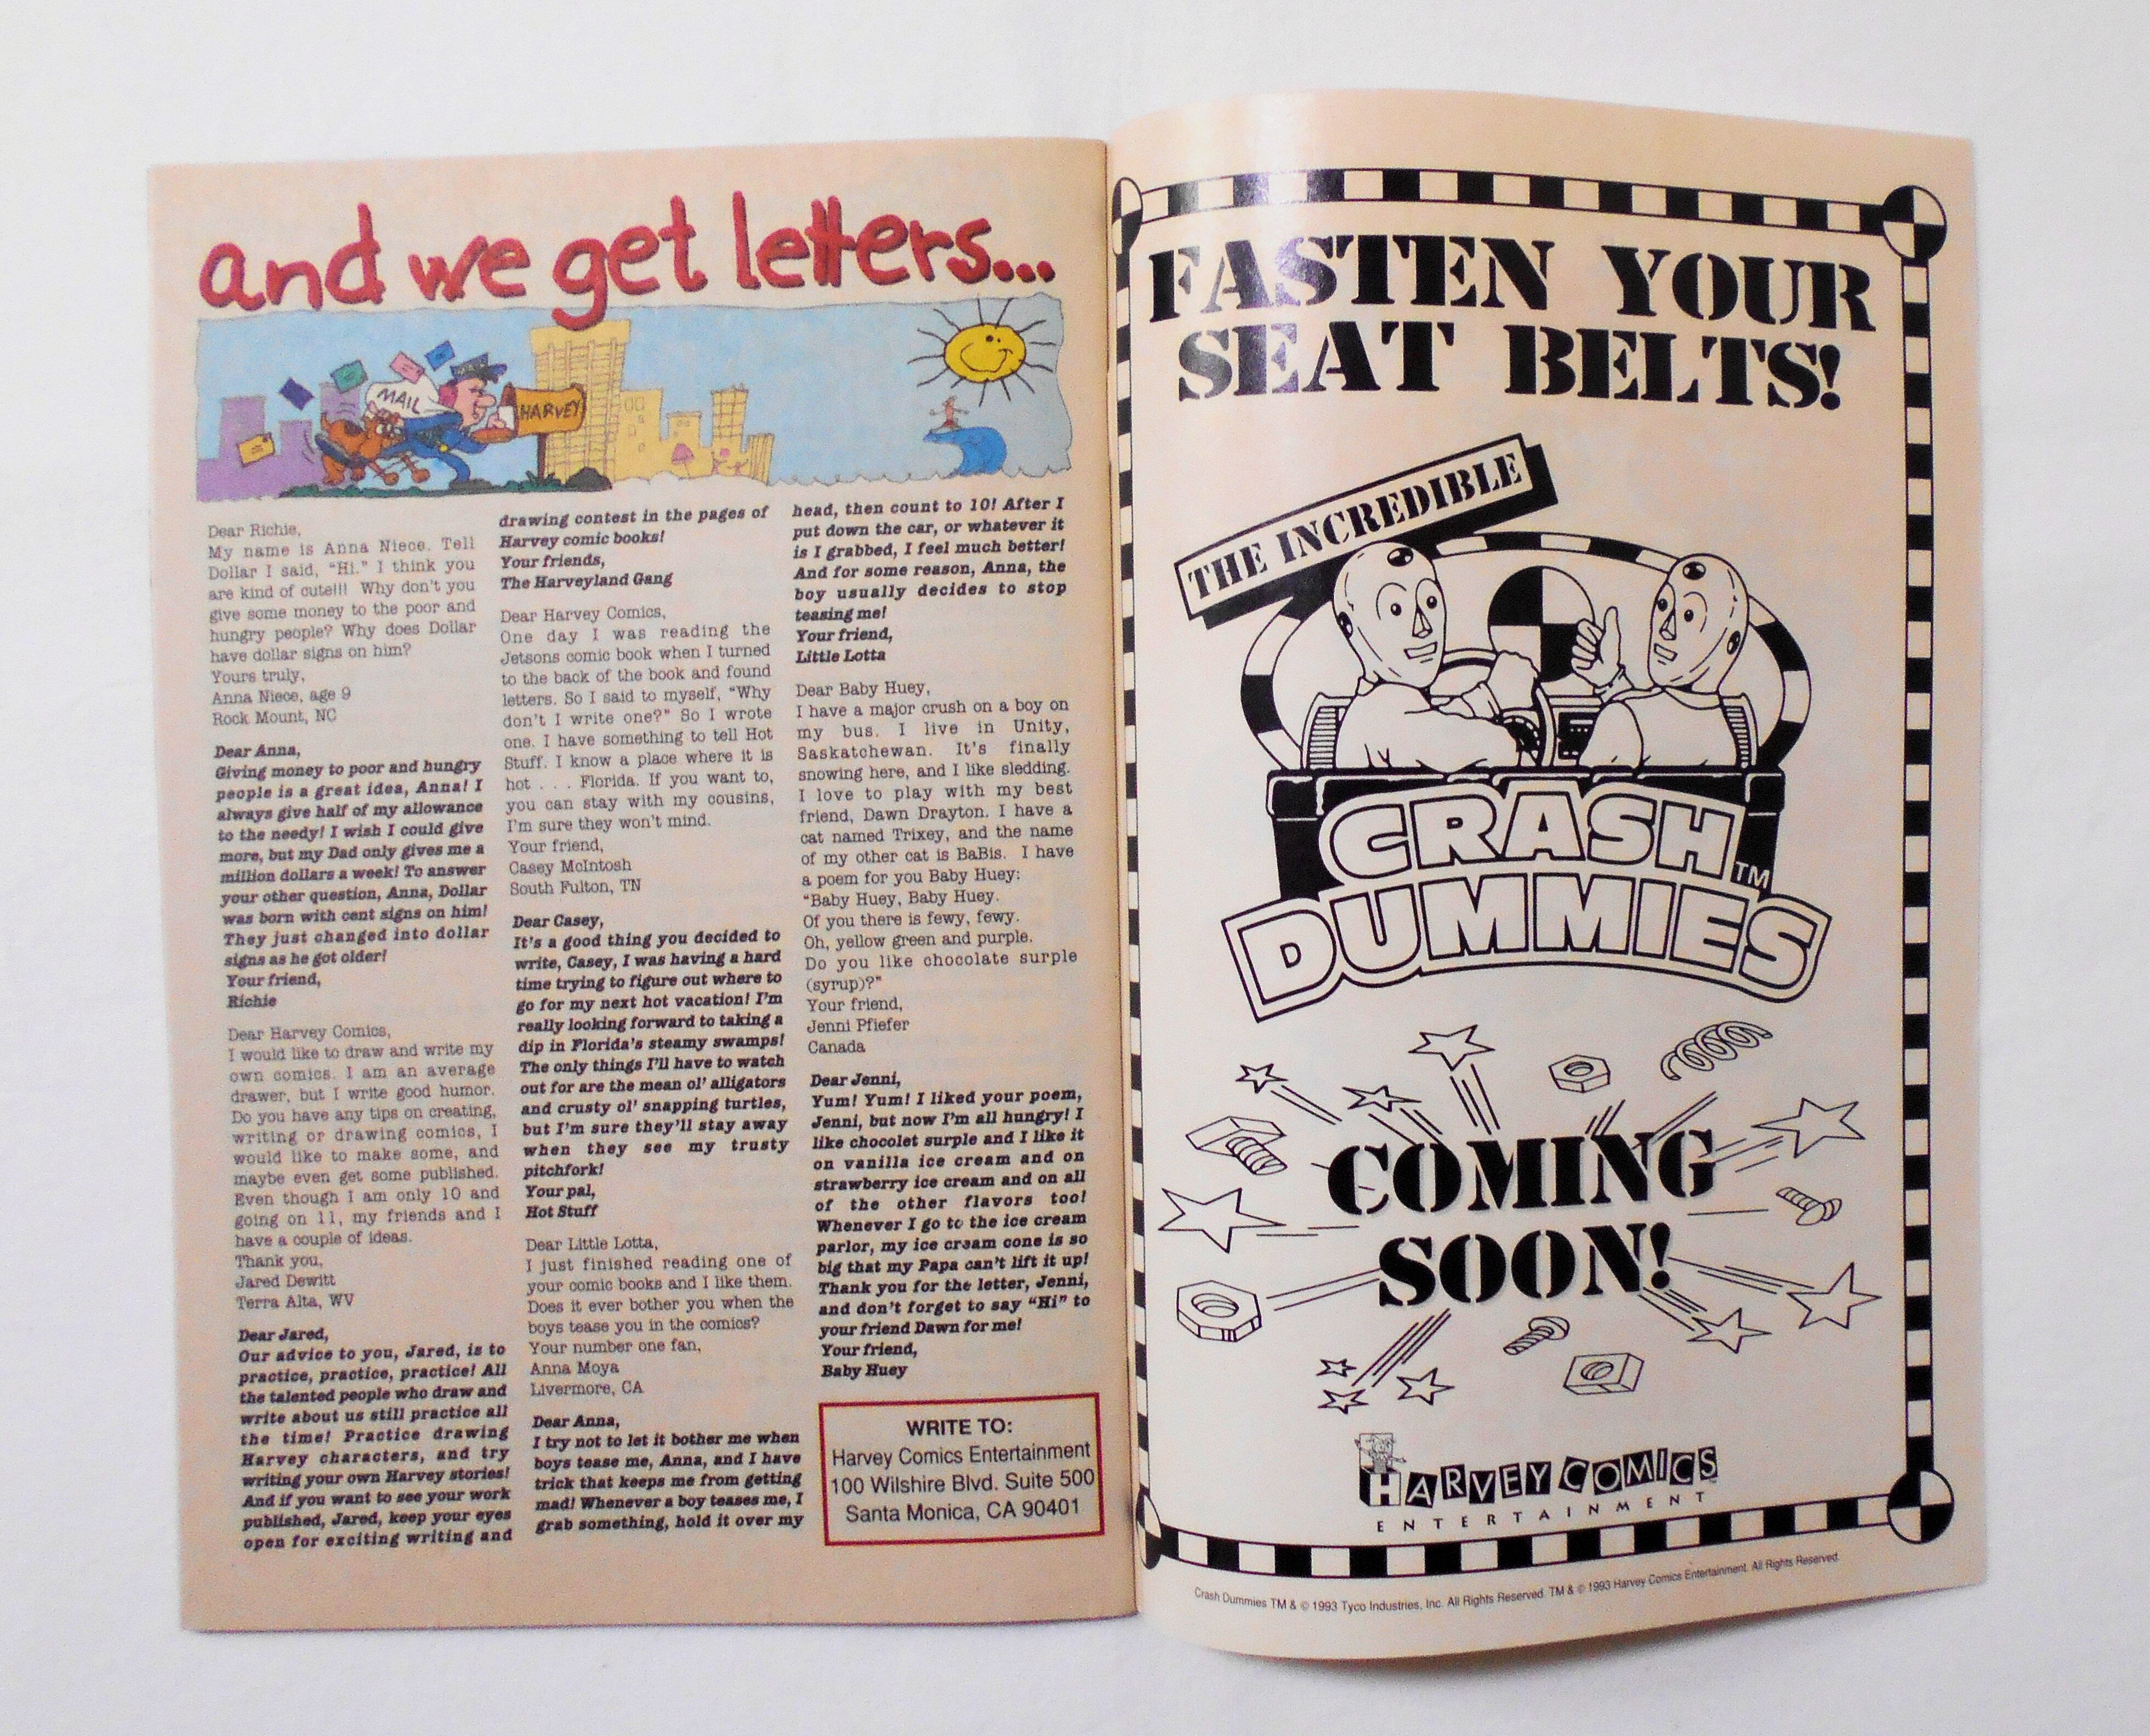 and we get letters...
MAIL
HARVEY
Dear Richie,
My name is Anna Niece. Tell
Dollar I said, "Hi." I think you
are kind of cute!!! Why don't you
give some money to the poor and
hungry people? Why does Dollar
have dollar signs on him?
Yours truly,
Anna Niece, age 9
Rock Mount, NC
Dear Anna,
Giving money to poor and hungry
people is a great idea, Anna! I
always give half of my allowance
to the needy! I wish I could give
more, but my Dad only gives me a
million dollars a week! To answer
your other question, Anna, Dollar
was born with cent signs on him!
They just changed into dollar
signs as he got older!
Your friend,
Richie
Dear Harvey Comics,
I would like to draw and write my
own comics. I am an average
drawer, but I write good humor.
Do you have any tips on creating,
writing or drawing comics, I
would like to make some, and
maybe even get some published.
Even though I am only 10 and
going on 11, my friends and I
have a couple of ideas.
Thank you,
Jared Dewitt
Terra Alta, WV
Dear Jared,
Our advice to you, Jared, is to
practice, practice, practice! All
the talented people who draw and
write about us still practice all
the time! Practice drawing
Harvey characters, and try
writing your own Harvey stories!
And if you want to see your work
published, Jared, keep your eyes
open for exciting writing and
drawing contest in the pages of
Harvey comic books!
Your friends,
The Harveyland Gang
Dear Harvey Comics,
One day I was reading the
Jetsons comic book when I turned
to the back of the book and found
letters. So I said to myself, "Why
don't I write one?" So I wrote
one. I have something to tell Hot
Stuff. I know a place where it is
hot . . . Florida. If you want to,
you can stay with my cousins,
I'm sure they won't mind.
Your friend,
Casey McIntosh
South Fulton, TN
Dear Casey,
It's a good thing you decided to
write, Casey, I was having a hard
time trying to figure out where to
go for my next hot vacation! I'm
really looking forward to taking a
dip in Florida's steamy swamps!
The only things I'll have to watch
out for are the mean ol' alligators
and crusty ol' snapping turtles,
but I'm sure they'll stay away
when they see my trusty
pitchfork!
Your pal,
Hot Stuff
Dear Little Lotta,
I just finished reading one of
your comic books and I like them.
Does it ever bother you when the
boys tease you in the comics?
Your number one fan,
Anna Moya
Livermore, CA
Dear Anna,
I try not to let it bother me when
boys tease me, Anna, and I have
trick that keeps me from getting
mad! Whenever a boy teases me, I
grab something, hold it over my
head, then count to 10! After I
put down the car, or whatever it
is I grabbed, I feel much better!
And for some reason, Anna, the
boy usually decides to stop
teasing me!
Your friend,
Little Lotta
Dear Baby Huey,
I have a major crush on a boy on
my bus. I live in Unity,
Saskatchewan. It's finally
snowing here, and I like sledding.
I love to play with my best
friend, Dawn Drayton. I have a
cat named Trixey, and the name
of my other cat is BaBis. I have
a poem for you Baby Huey:
"Baby Huey, Baby Huey.
Of you there is fewy, fewy.
Oh, yellow green and purple.
Do you like chocolate surple
(syrup)?"
Your friend,
Jenni Pfiefer
Canada
Dear Jenni,
Yum! Yum! I liked your poem,
Jenni, but now I'm all hungry! I
like chocolet surple and I like it
on vanilla ice cream and on
strawberry ice cream and on all
of the other flavors too!
Whenever I go to the ice cream
parlor, my ice cream cone is so
big that my Papa can't lift it up!
Thank you for the letter, Jenni,
and don't forget to say "Hi" to
your friend Dawn for me!
Your friend,
Baby Huey
WRITE TO:
Harvey Comics Entertainment
100 Wilshire Blvd. Suite 500
Santa Monica, CA 90401
FASTEN YOUR
SEAT BELTS!
THE INCREDIBLE
CRASH
DUMMIES TM
COMING
SOON!
HARVEY COMICS
ENTERTAINMENT
Crash Dummies TM & © 1993 Tyco Industries, Inc. All Rights Reserved. TM & © 1993 Harvey Comics Entertainment. All Rights Reserved.